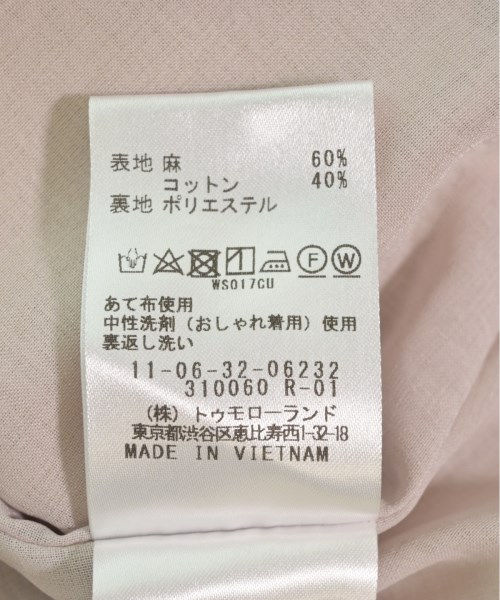 表地 麻 60%
コットン 40%
裏地 ポリエステル
F W
WS017CU
あて布使用
中性洗剤（おしゃれ着用）使用
裏返し洗い
11-06-32-06232
310060 R-01
（株）トゥモローランド
東京都渋谷区恵比寿西1-32-18
MADE IN VIETNAM